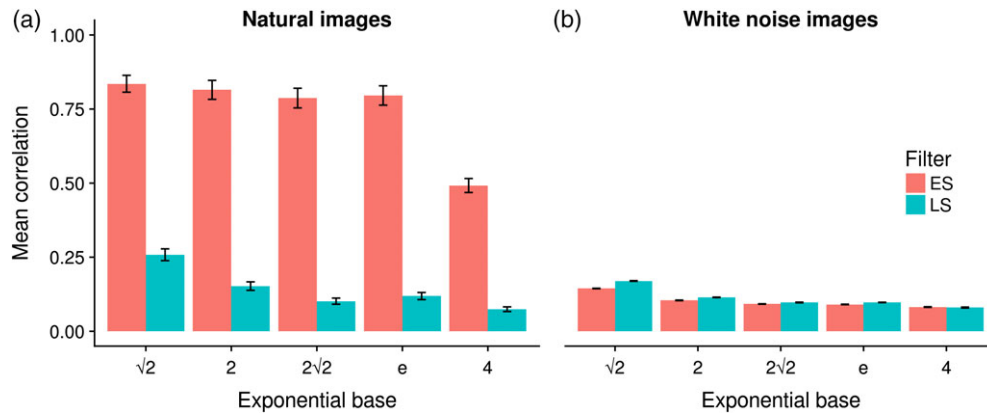 (a) Natural images
(b) White noise images
1.00
0.75
0.50
0.25
0.00
Mean correlation
√2 2 2√2 e 4
Exponential base
√2 2 2√2 e 4
Exponential base
Filter
ES
LS